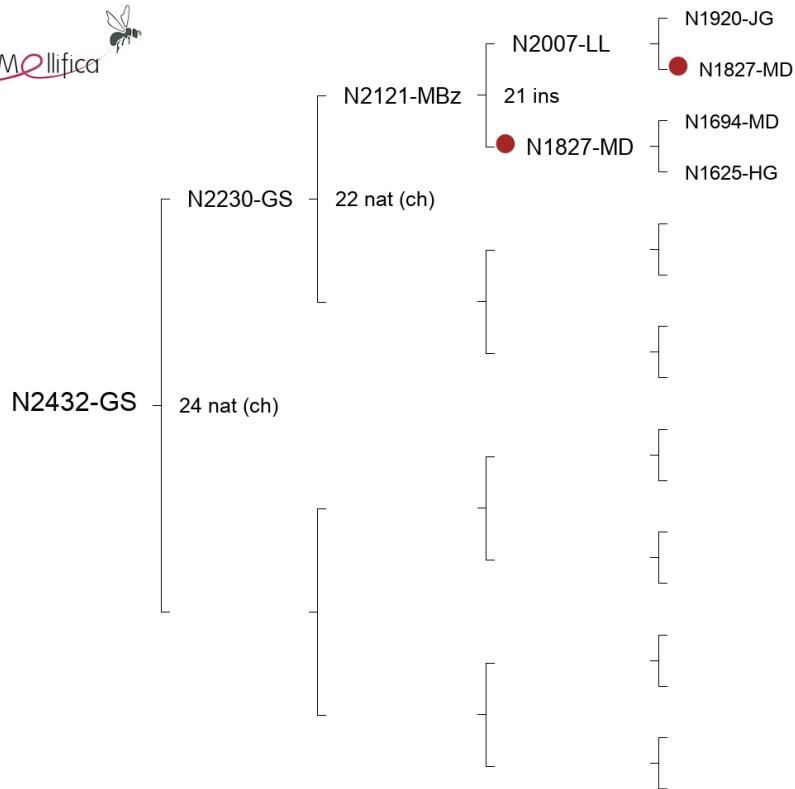 Mellifica
N1920-JG
N2007-LL
N1827-MD
N2121-MBz
21 ins
N1694-MD
N1827-MD
N1625-HG
N2230-GS
22 nat (ch)
N2432-GS
24 nat (ch)